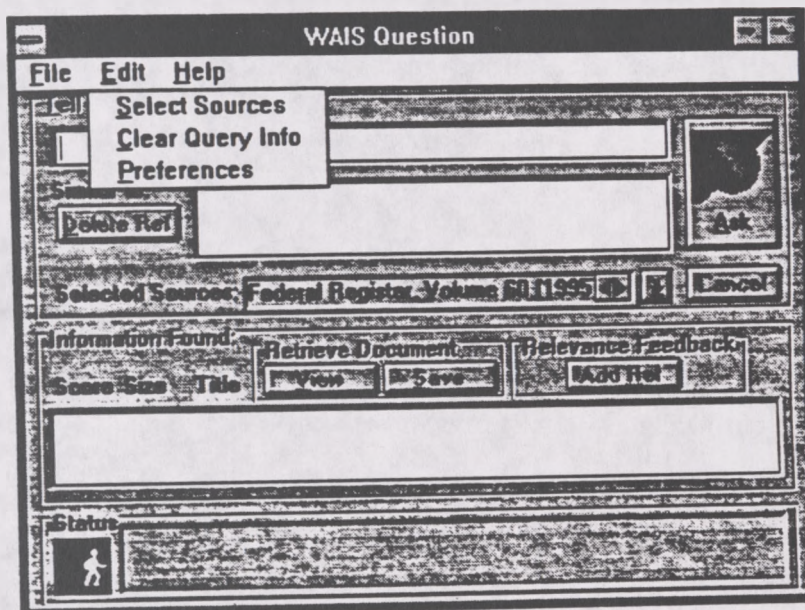 WAIS Question
File Edit Help
Tell
Select Sources
Clear Query Info
Preferences
Delete Ref
Ask
Selected Sources: Federal Register, Volume 60 (1995
Cancel
Information Found
Retrieve Document
Relevance Feedback
Score Size Title
View
Save
Add Ref
Status